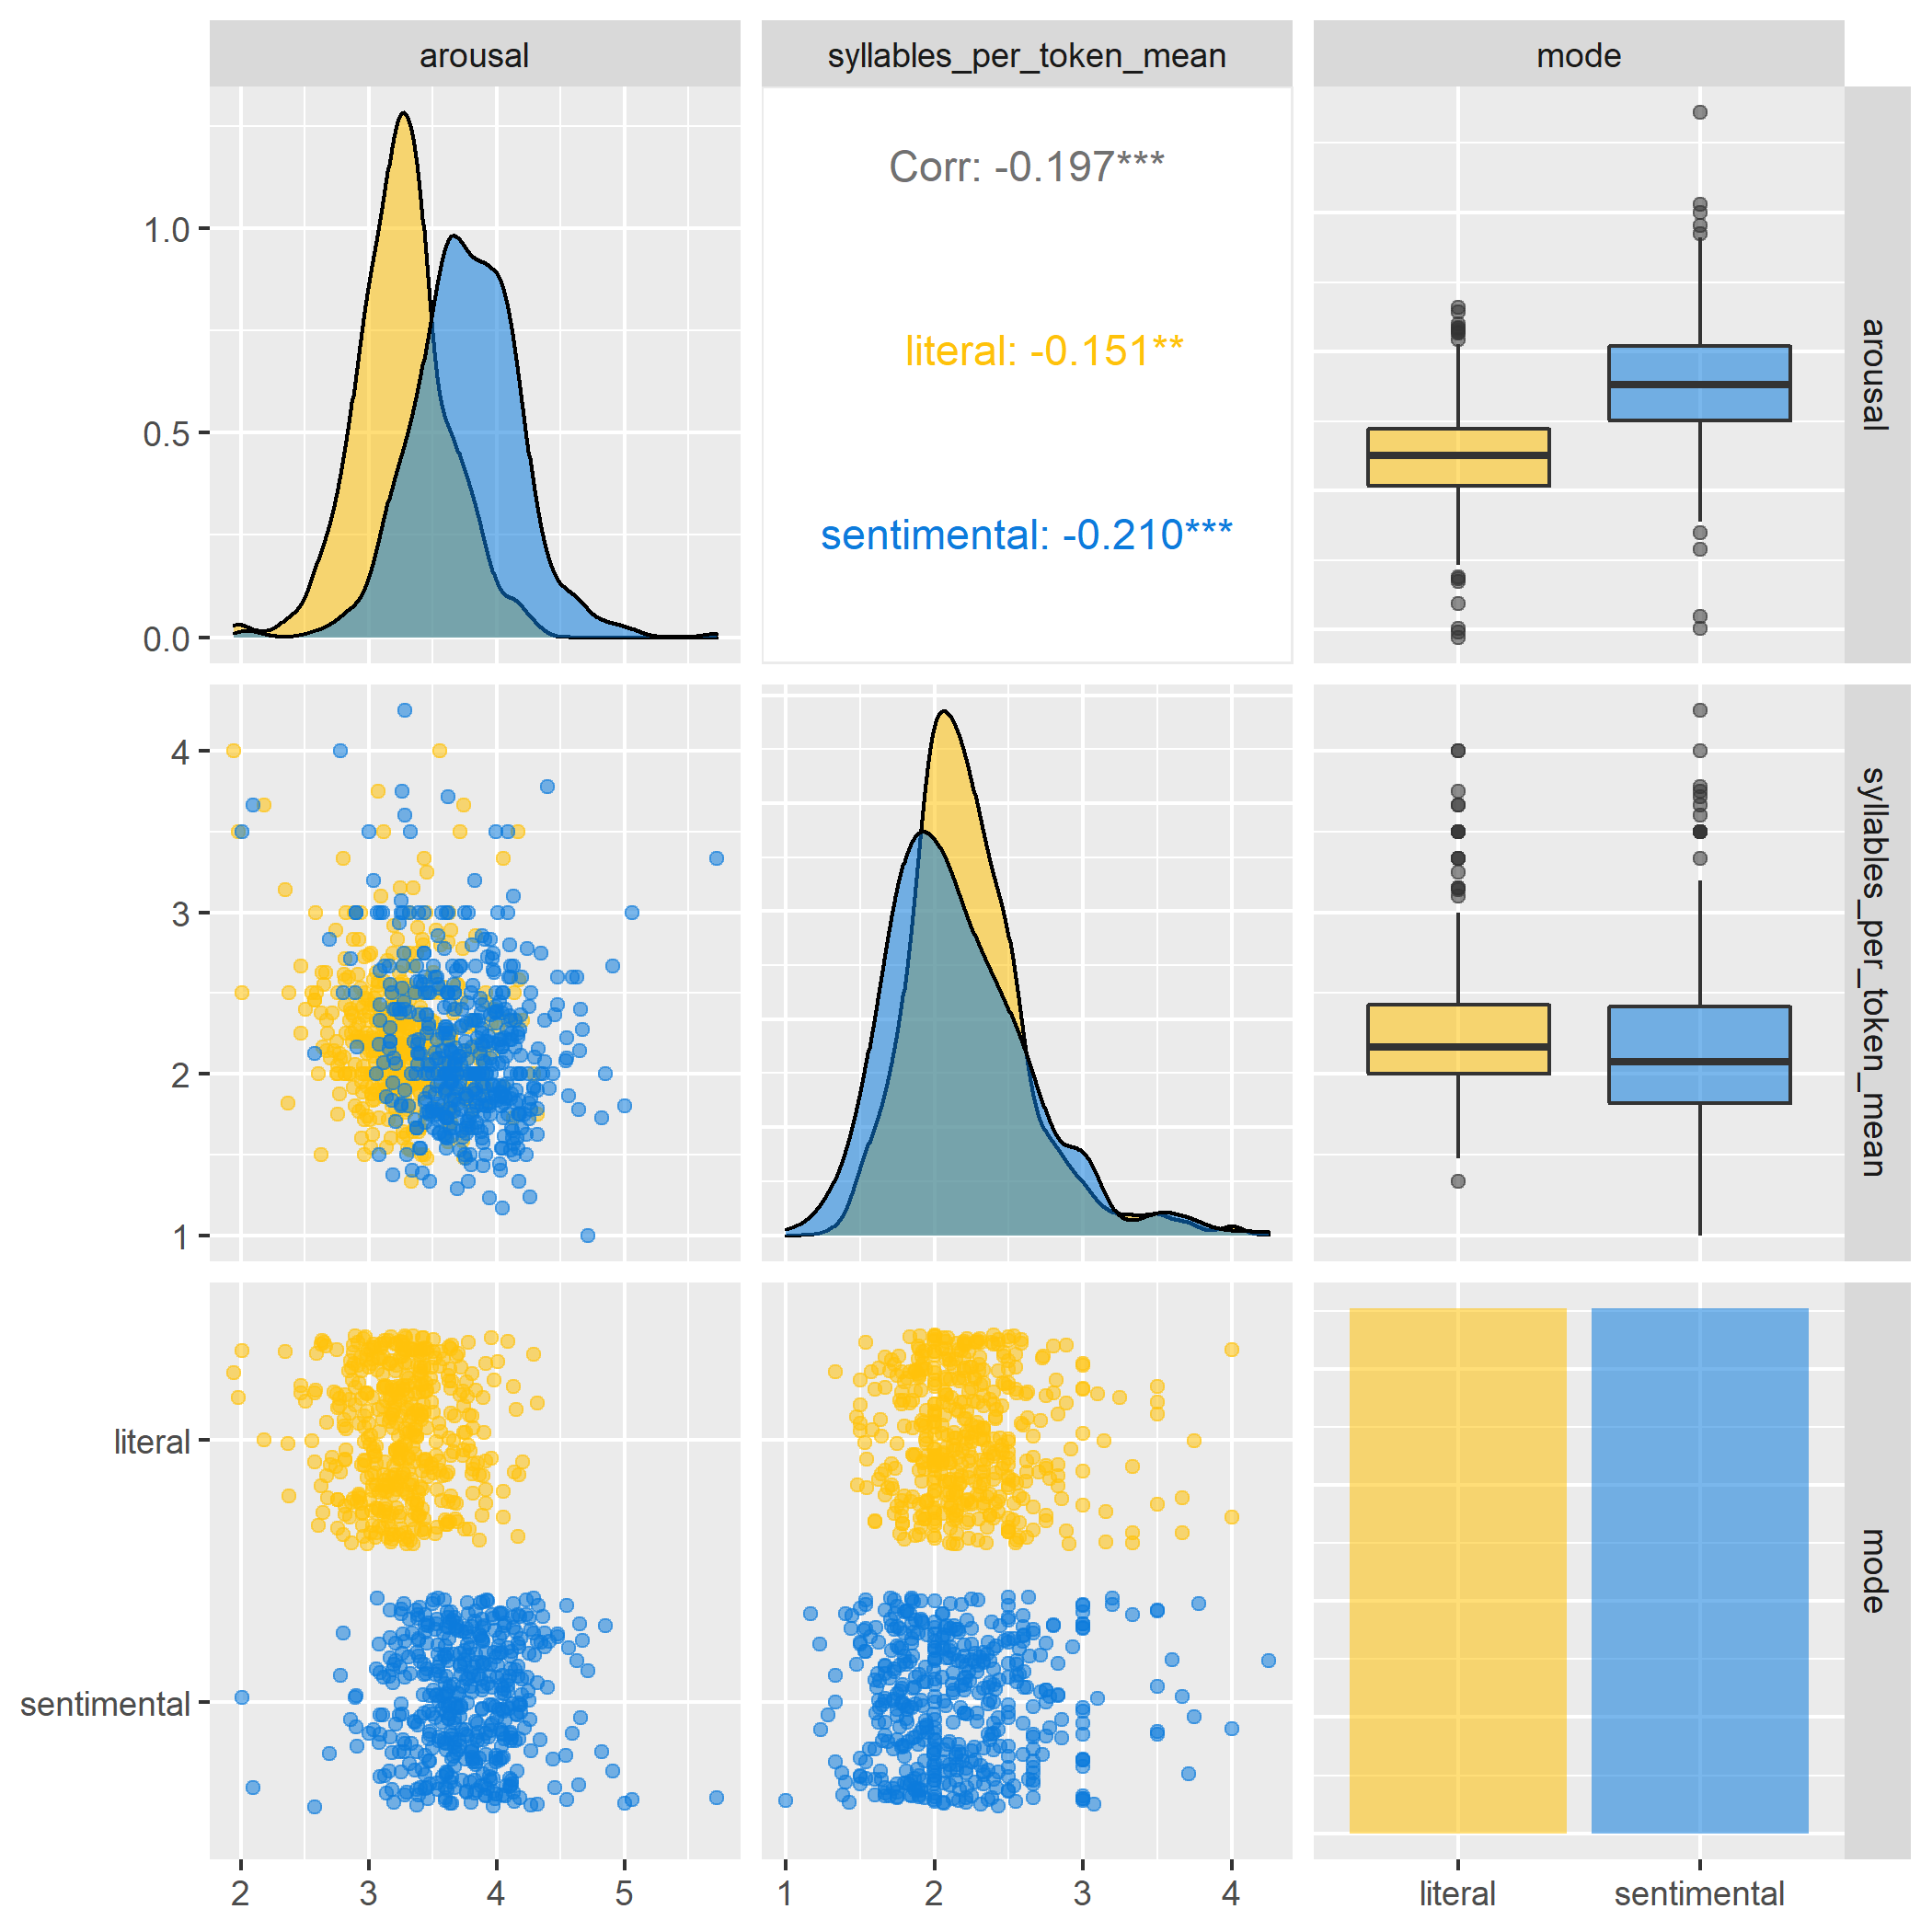 arousal
syllables_per_token_mean
mode
1.0
0.5
0.0
Corr: -0.197***
literal: -0.151**
sentimental: -0.210***
arousal
4
3
2
1
syllables_per_token_mean
literal
sentimental
mode
2 3 4 5
1 2 3 4
literal sentimental